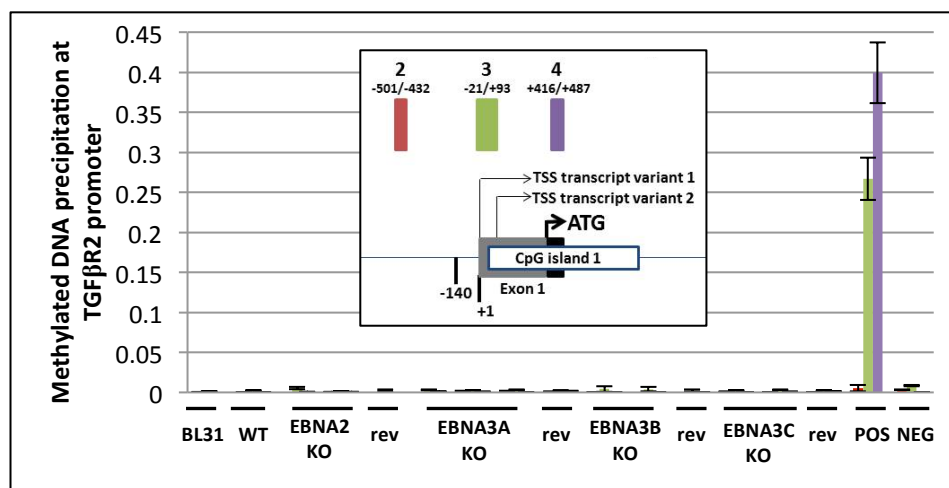 Methylated DNA precipitation at
TGFβR2 promoter
0.45
0.4
0.35
0.3
0.25
0.2
0.15
0.1
0.05
0
2
-501/-432
3
-21/+93
4
+416/+487
TSS transcript variant 1
TSS transcript variant 2
ATG
CpG island 1
Exon 1
-140
+1
BL31
WT
EBNA2
KO
rev
EBNA3A
KO
rev
EBNA3B
KO
rev
EBNA3C
KO
rev
POS
NEG